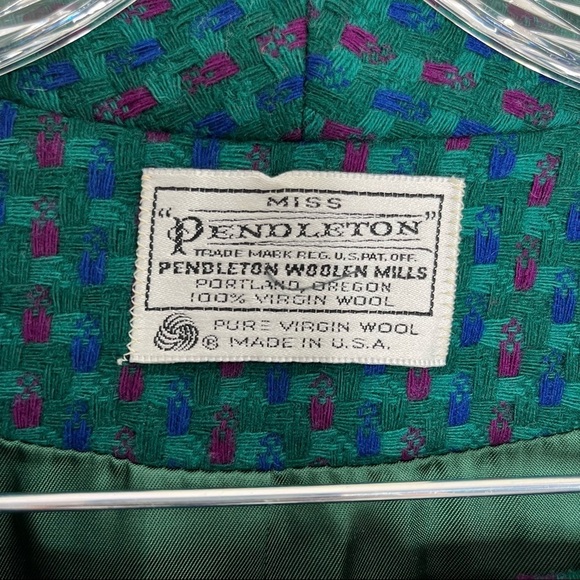 MISS
"PENDLETON"
TRADE MARK REG. U.S. PAT. OFF.
PENDLETON WOOLEN MILLS
PORTLAND, OREGON
100% VIRGIN WOOL
PURE VIRGIN WOOL
® MADE IN U.S.A.